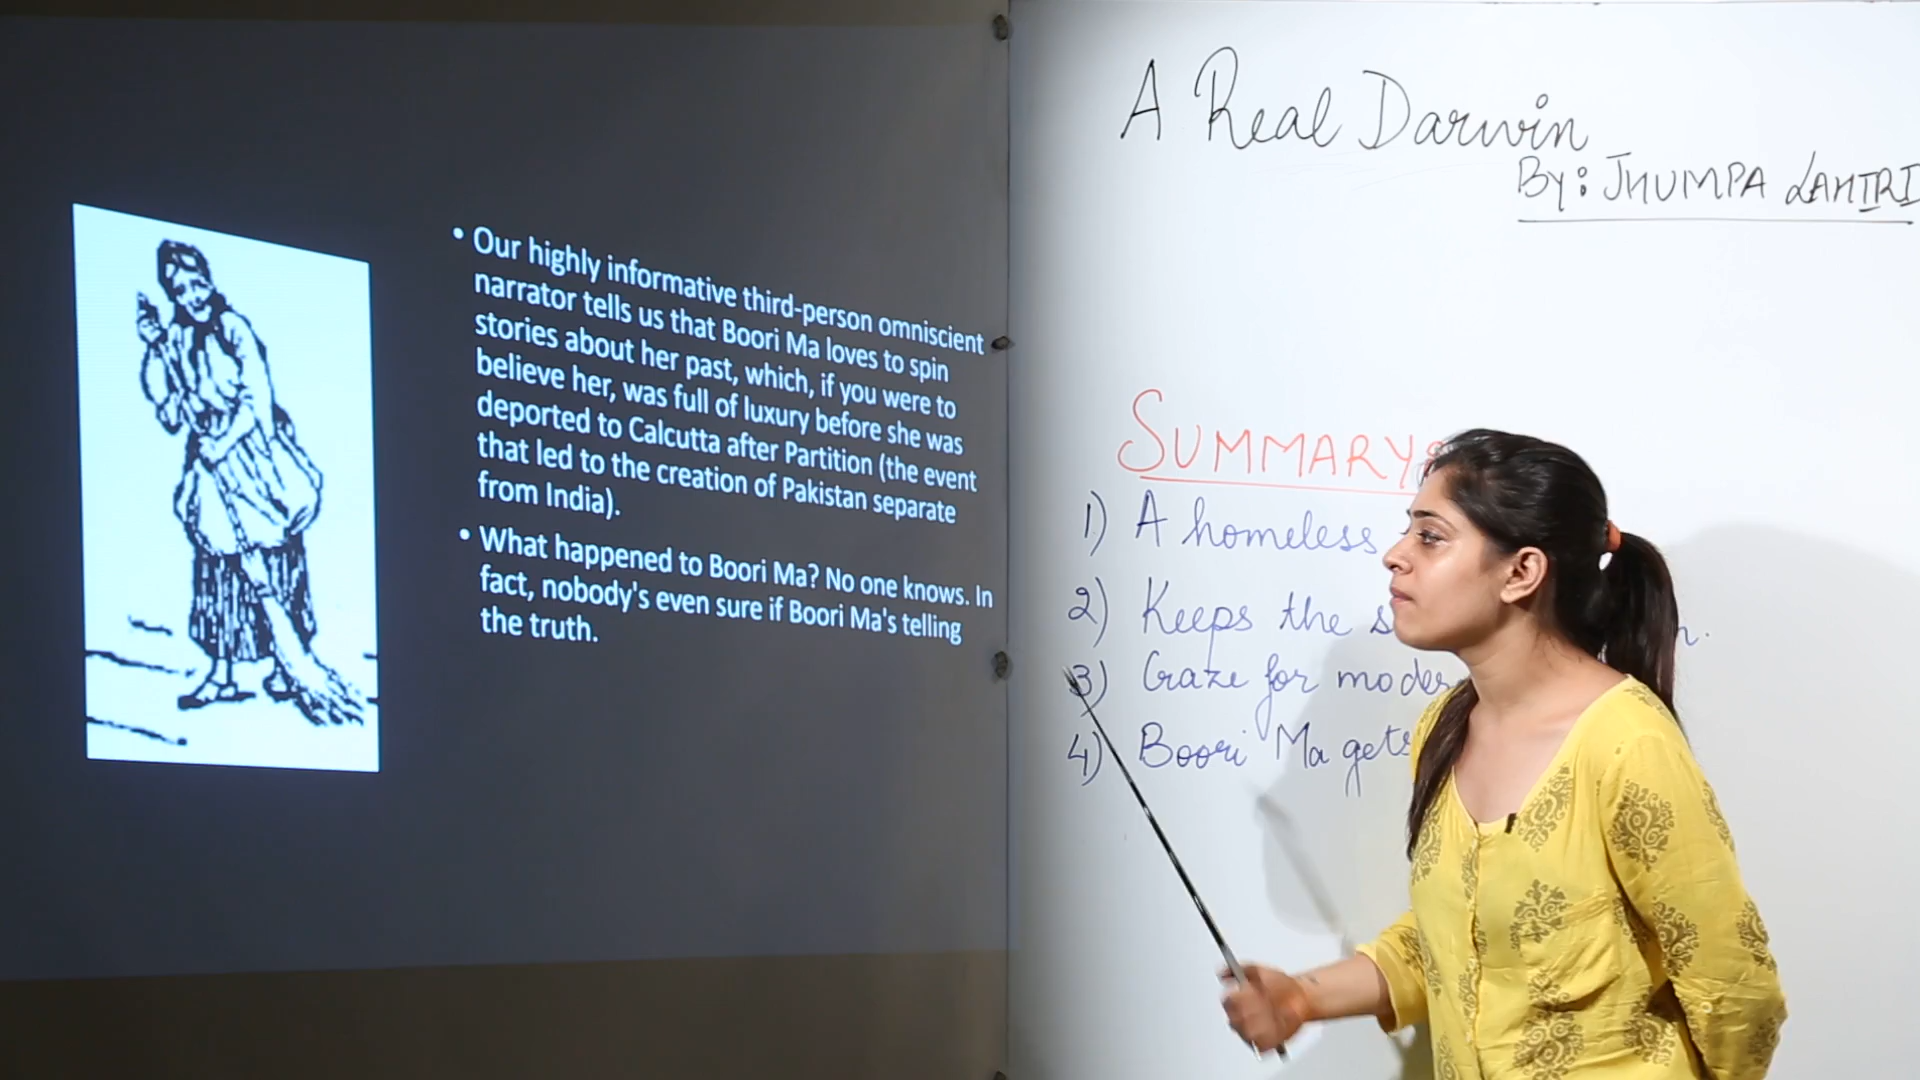 • Our highly informative third-person omniscient
narrator tells us that Boori Ma loves to spin
stories about her past, which, if you were to
believe her, was full of luxury before she was
deported to Calcutta after Partition (the event
that led to the creation of Pakistan separate
from India).
• What happened to Boori Ma? No one knows. In
fact, nobody's even sure if Boori Ma's telling
the truth.
A Real Darwin
BY: JHUMPA LAHIRI
SUMMARY
1) A homeless
2) Keeps the
3) Craze for
4) Boori Ma gets